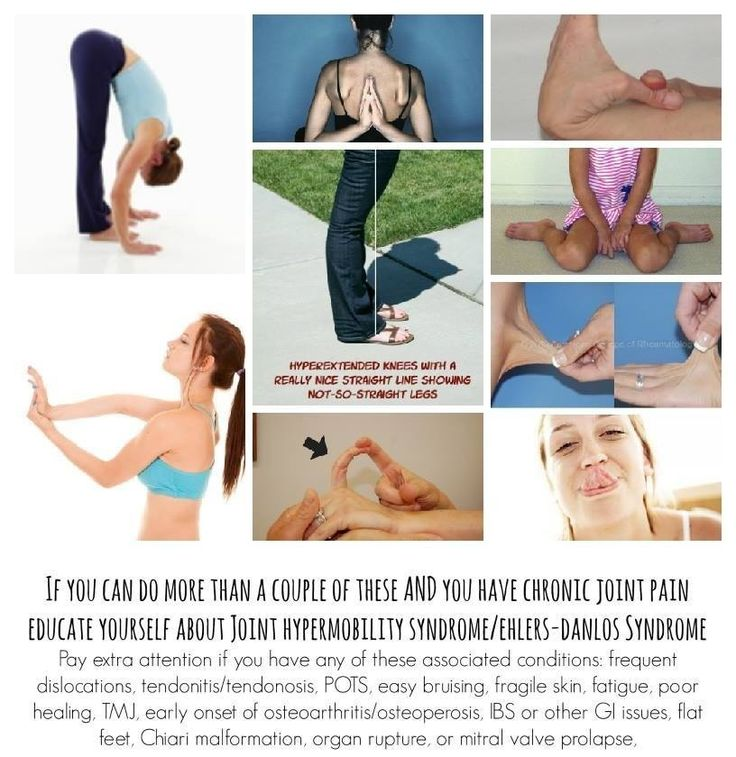 HYPEREXTENDED KNEES WITH A
REALLY NICE STRAIGHT LINE SHOWING
NOT-SO-STRAIGHT LEGS
of Rheumatology
IF YOU CAN DO MORE THAN A COUPLE OF THESE AND YOU HAVE CHRONIC JOINT PAIN
EDUCATE YOURSELF ABOUT JOINT HYPERMOBILITY SYNDROME/EHLERS-DANLOS SYNDROME
Pay extra attention if you have any of these associated conditions: frequent
dislocations, tendonitis/tendonosis, POTS, easy bruising, fragile skin, fatigue, poor
healing, TMJ, early onset of osteoarthritis/osteoperosis, IBS or other GI issues, flat
feet, Chiari malformation, organ rupture, or mitral valve prolapse,